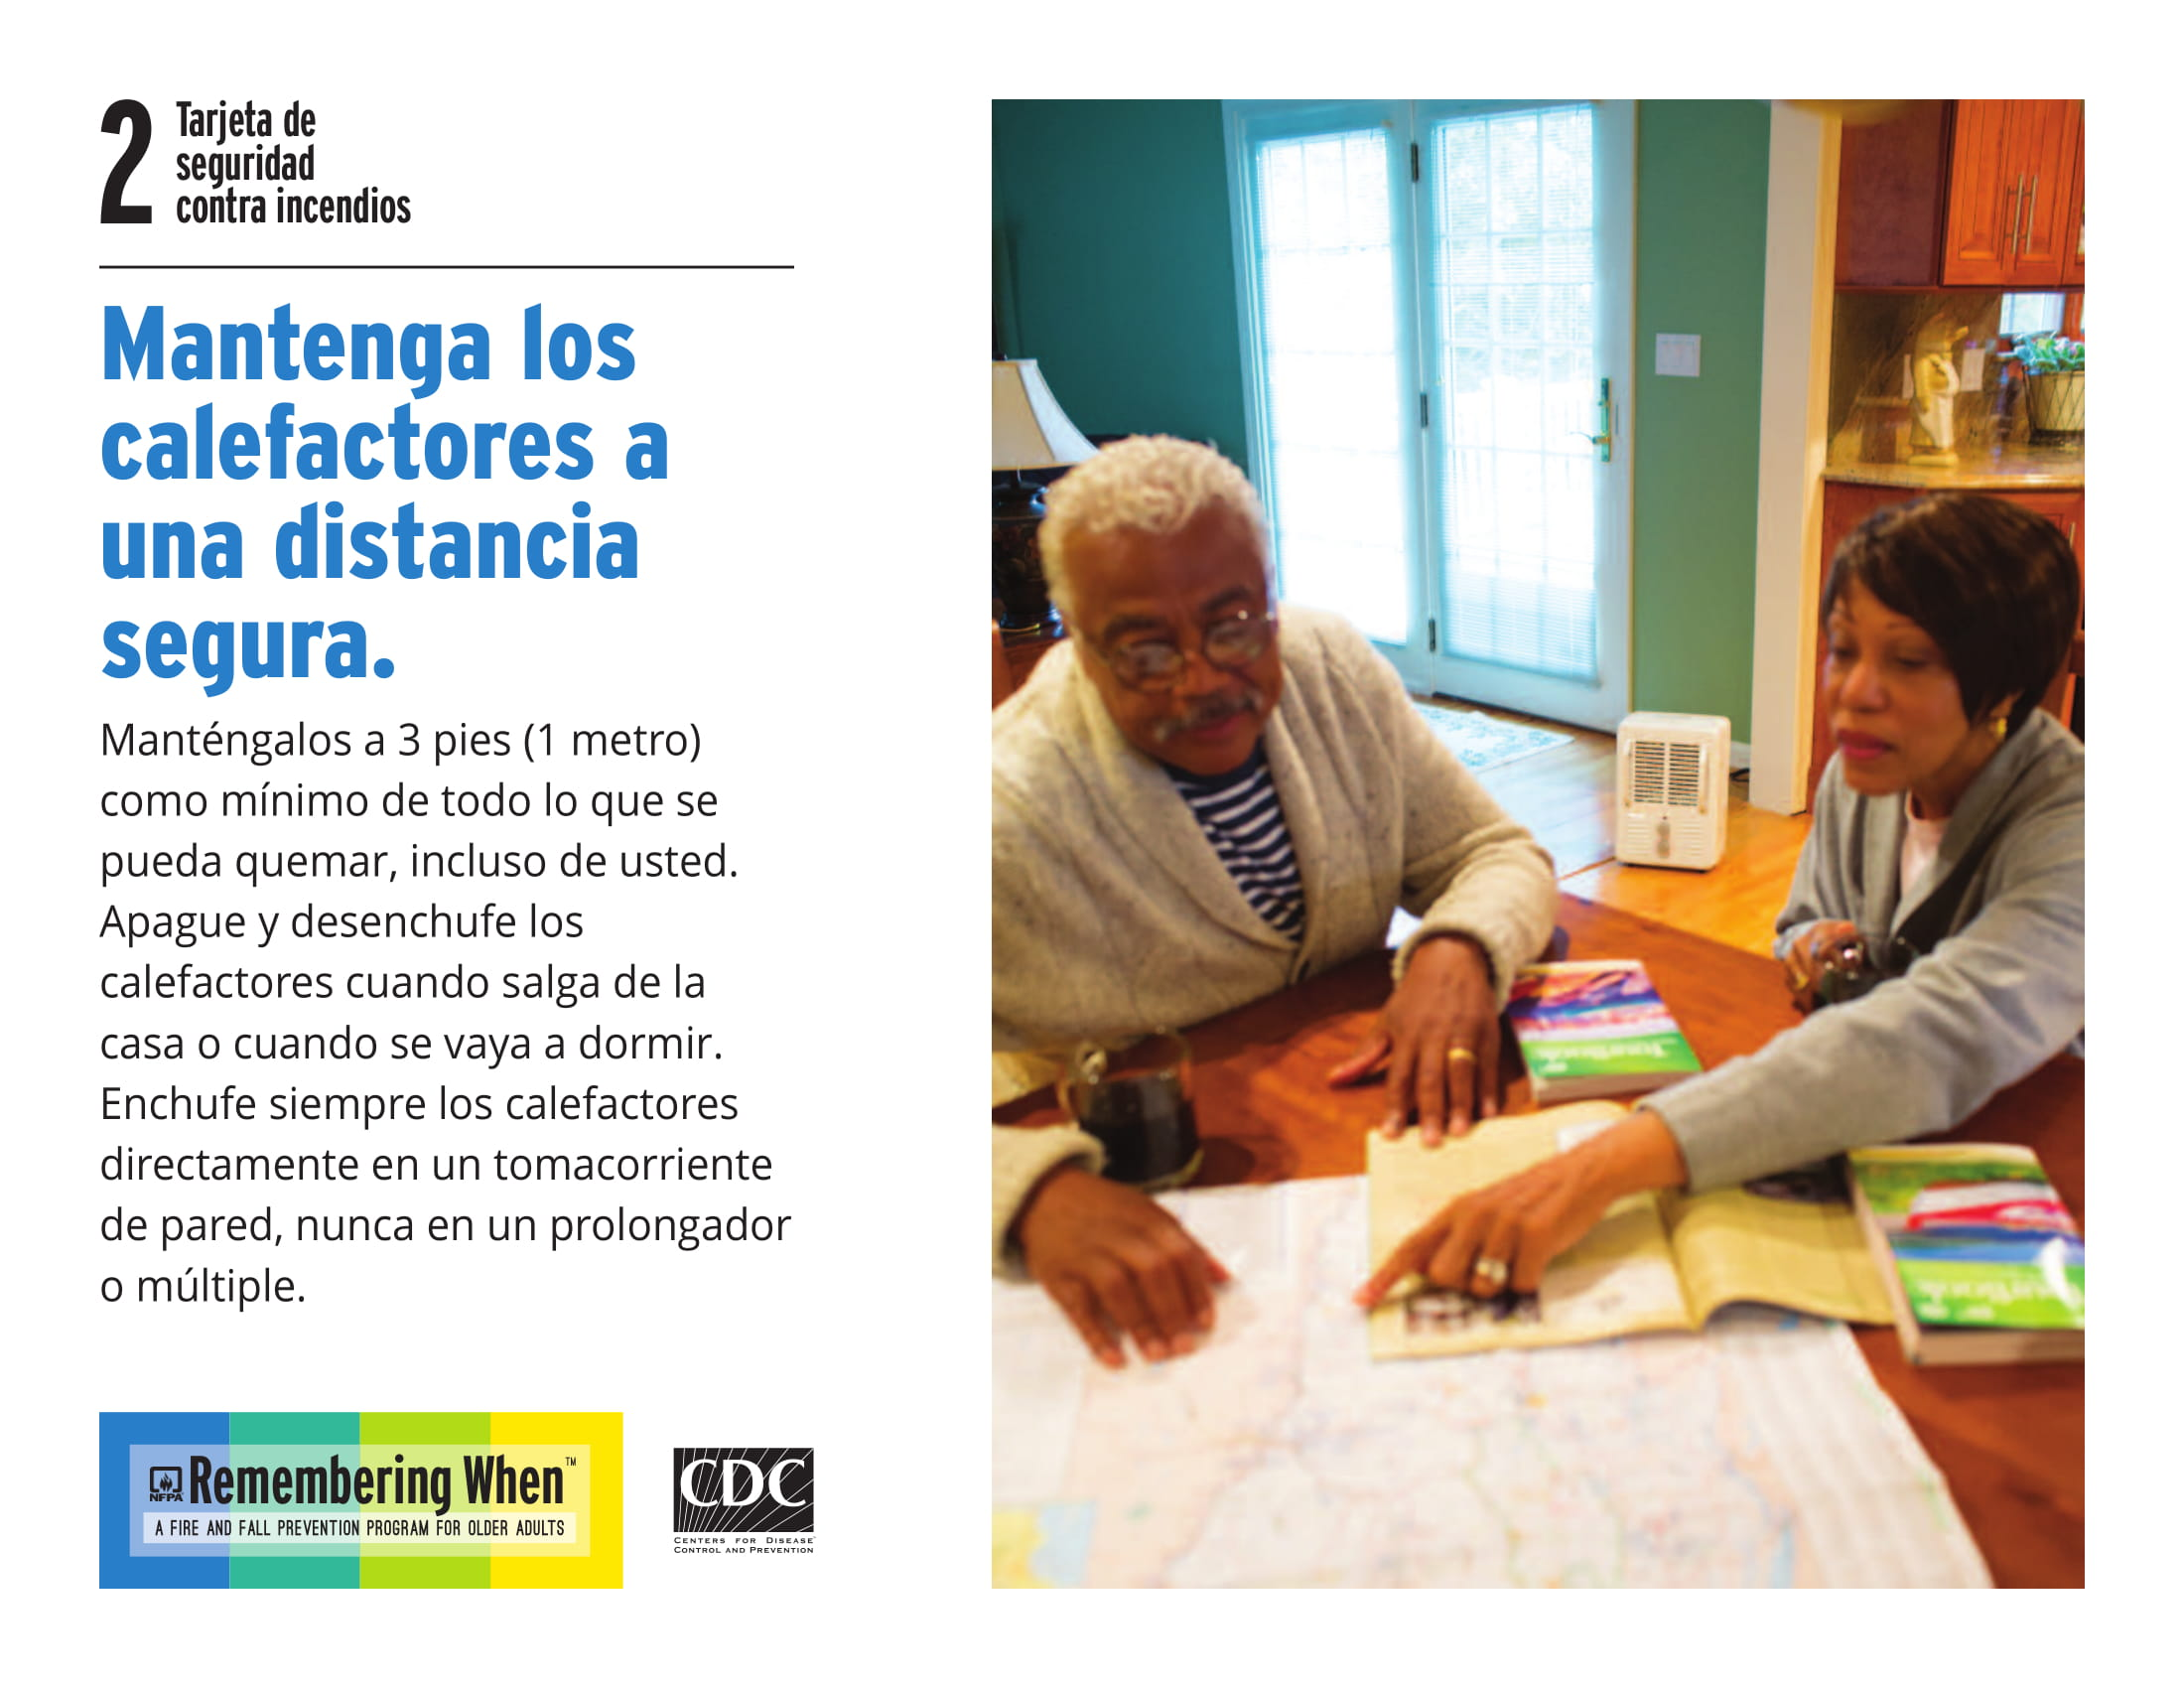 2
Tarjeta de
seguridad
contra incendios
Mantenga los
calefactores a
una distancia
segura.
Manténgalos a 3 pies (1 metro)
como mínimo de todo lo que se
pueda quemar, incluso de usted.
Apague y desenchufe los
calefactores cuando salga de la
casa o cuando se vaya a dormir.
Enchufe siempre los calefactores
directamente en un tomacorriente
de pared, nunca en un prolongador
o múltiple.
NFPA
Remembering When™
A FIRE AND FALL PREVENTION PROGRAM FOR OLDER ADULTS
CDC
CENTERS FOR DISEASE
CONTROL AND PREVENTION
TourBook